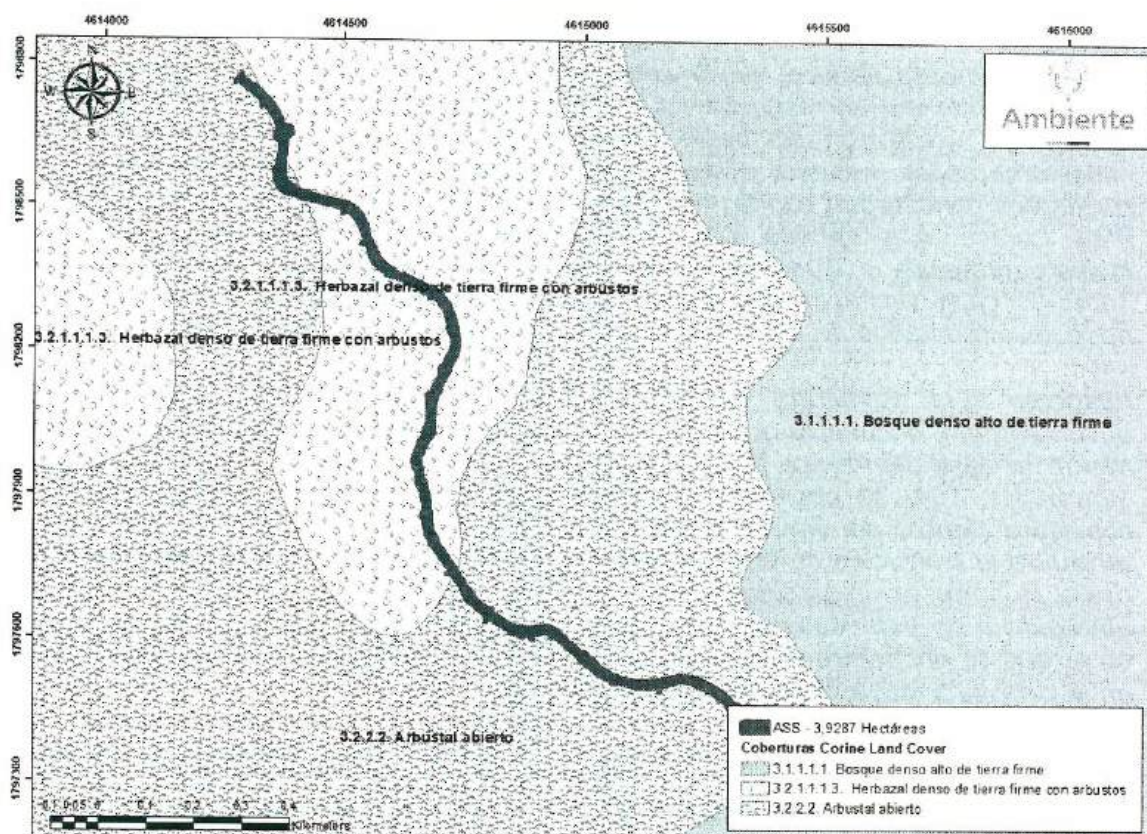 4614000 4614500 4615000 4615500 4616000
1798800
1798500
1798200
1797900
1797600
1797300
N
W E
S
Ambiente
3.2.1.1.1.3. Herbazal denso de tierra firme con arbustos
3.2.1.1.1.3. Herbazal denso de tierra firme con arbustos
3.1.1.1.1. Bosque denso alto de tierra firme
3.2.2.2. Arbustal abierto
0.1 0.05 0 0.1 0.2 0.3 0.4
Kilometers
ASS - 3,9287 Hectáreas
Coberturas Corine Land Cover
3.1.1.1.1. Bosque denso alto de tierra firme
3.2.1.1.1.3. Herbazal denso de tierra firme con arbustos
3.2.2.2. Arbustal abierto